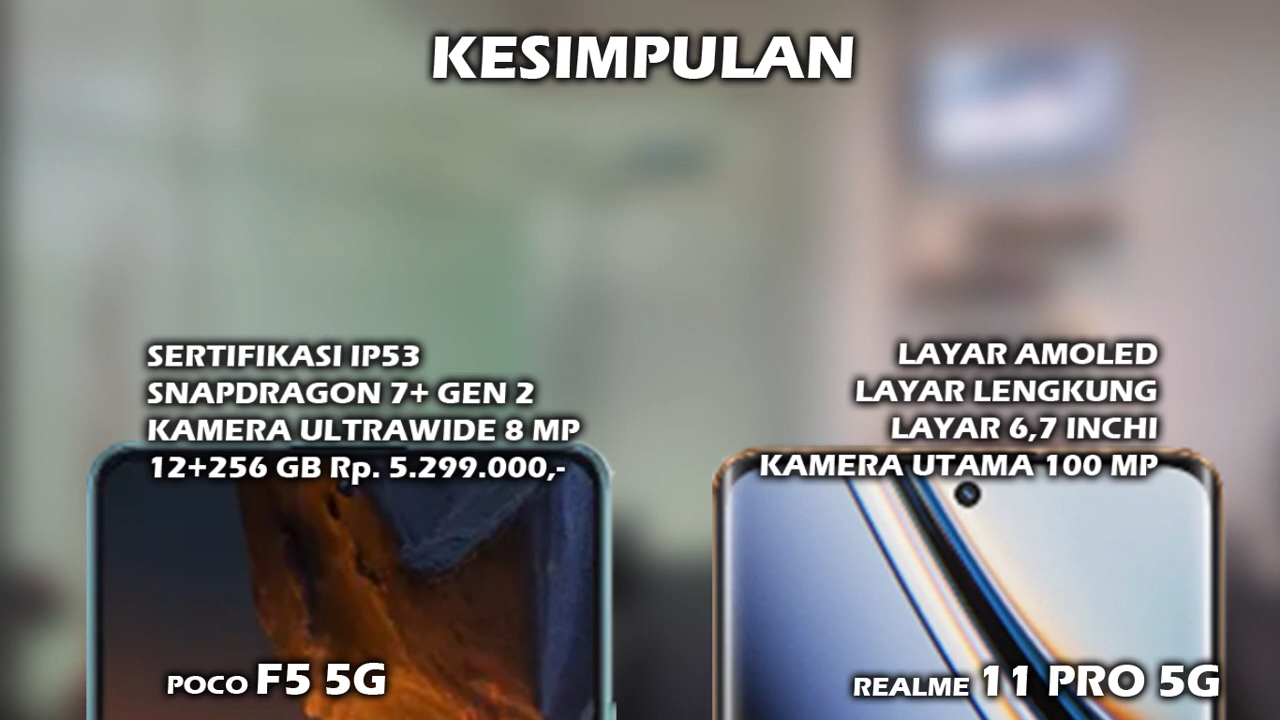 KESIMPULAN
SERTIFIKASI IP53
SNAPDRAGON 7+ GEN 2
KAMERA ULTRAWIDE 8 MP
12+256 GB Rp. 5.299.000,-
POCO F5 5G
LAYAR AMOLED
LAYAR LENGKUNG
LAYAR 6,7 INCHI
KAMERA UTAMA 100 MP
REALME 11 PRO 5G